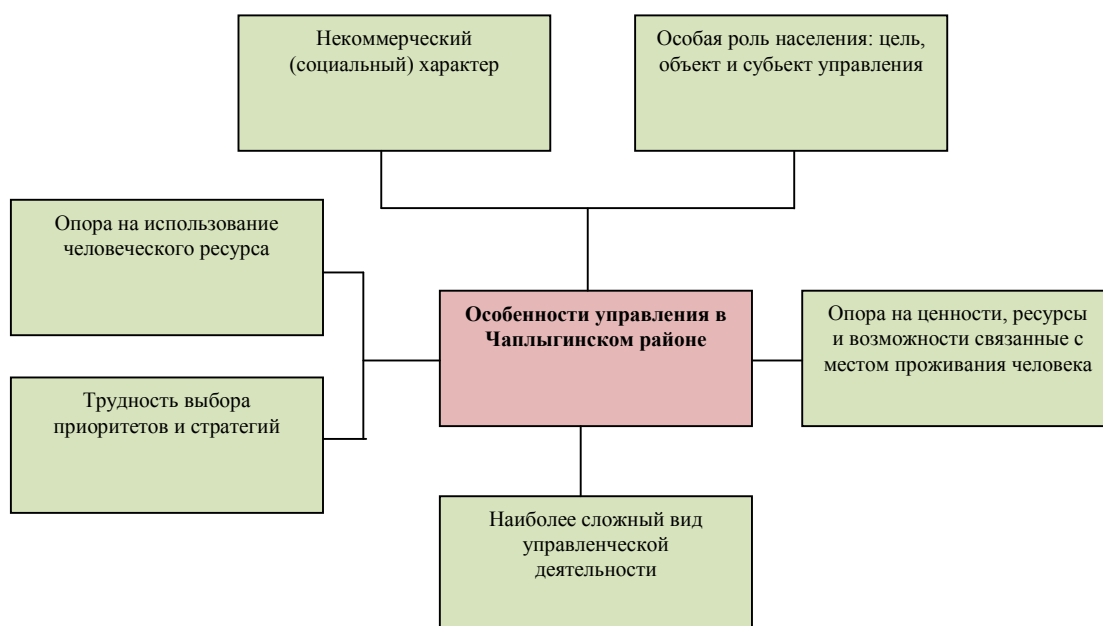 Некоммерческий
(социальный) характер
Особая роль населения: цель,
объект и субъект управления
Опора на использование
человеческого ресурса
Особенности управления в
Чаплыгинском районе
Опора на ценности, ресурсы
и возможности связанные с
местом проживания человека
Трудность выбора
приоритетов и стратегий
Наиболее сложный вид
управленческой
деятельности